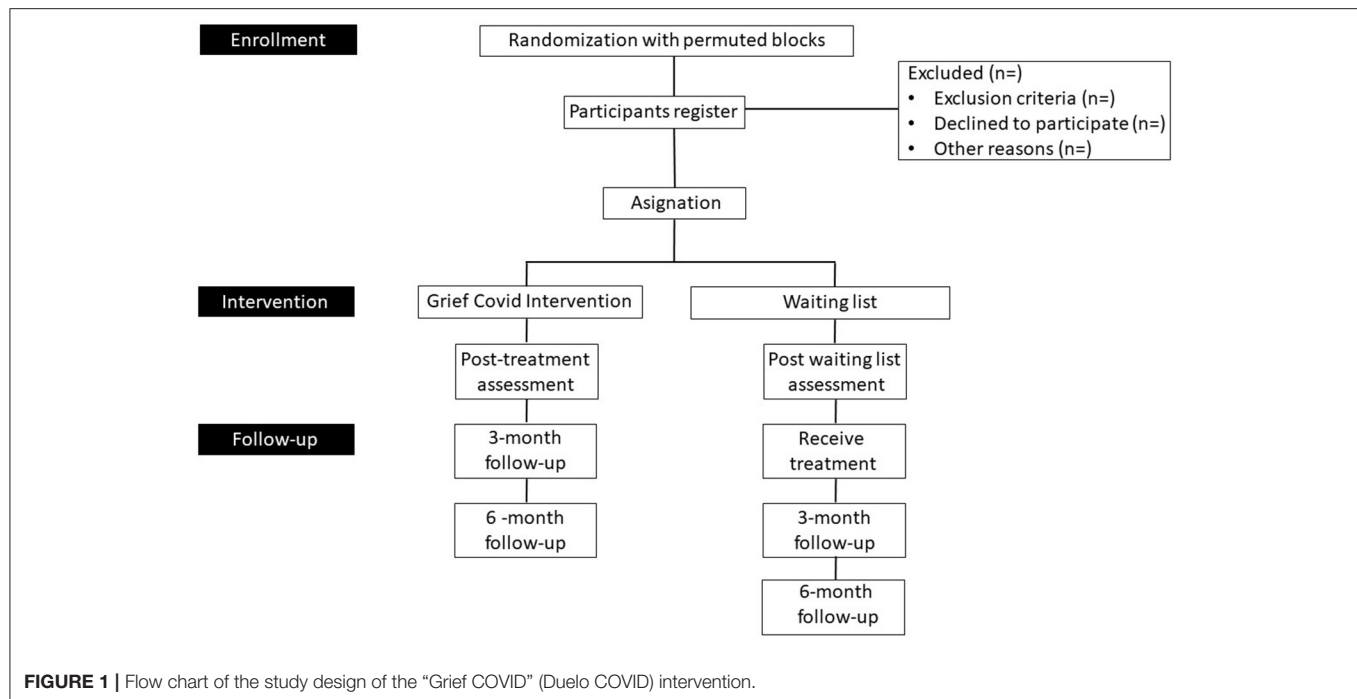 Enrollment
Randomization with permuted blocks
Excluded (n=)
• Exclusion criteria (n=)
• Declined to participate (n=)
• Other reasons (n=)
Participants register
Asignation
Intervention
Grief Covid Intervention
Waiting list
Post-treatment
assessment
Post waiting list
assessment
Follow-up
3-month
follow-up
Receive
treatment
6 -month
follow-up
3-month
follow-up
6-month
follow-up
FIGURE 1 | Flow chart of the study design of the “Grief COVID” (Duelo COVID) intervention.